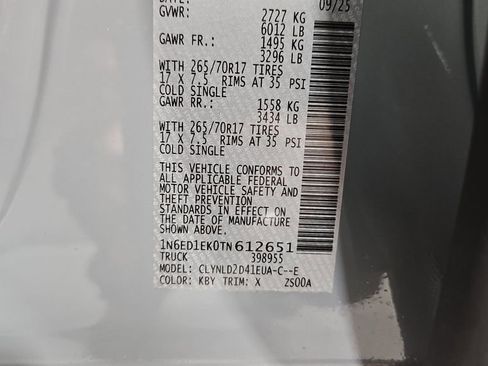 DATE: 09/25
GVWR: 2727 KG
6012 LB
GAWR FR.: 1495 KG
3296 LB
WITH 265/70R17 TIRES
17 X 7.5 RIMS AT 35 PSI
COLD SINGLE
GAWR RR.: 1558 KG
3434 LB
WITH 265/70R17 TIRES
17 X 7.5 RIMS AT 35 PSI
COLD SINGLE
THIS VEHICLE CONFORMS TO
ALL APPLICABLE FEDERAL
MOTOR VEHICLE SAFETY AND
THEFT PREVENTION
STANDARDS IN EFFECT ON
THE DATE OF MANUFACTURE
SHOWN ABOVE.
1N6ED1EK0TN612651
TRUCK 398955
MODEL: CLYNLD2D41EUA-C--E
COLOR: KBY TRIM: X ZS00A